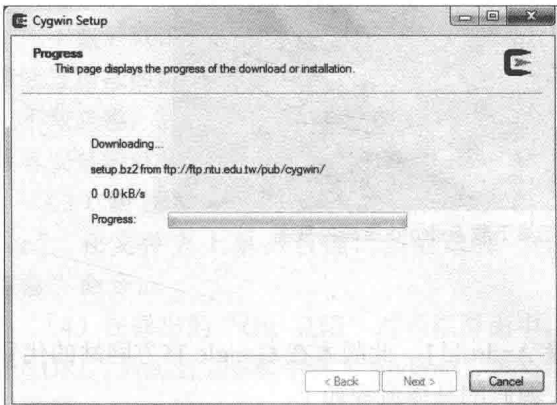 Cygwin Setup
Progress
This page displays the progress of the download or installation.
Downloading...
setup.bz2 from ftp://ftp.ntu.edu.tw/pub/cygwin/
0 0.0 kB/s
Progress:
< Back
Next >
Cancel